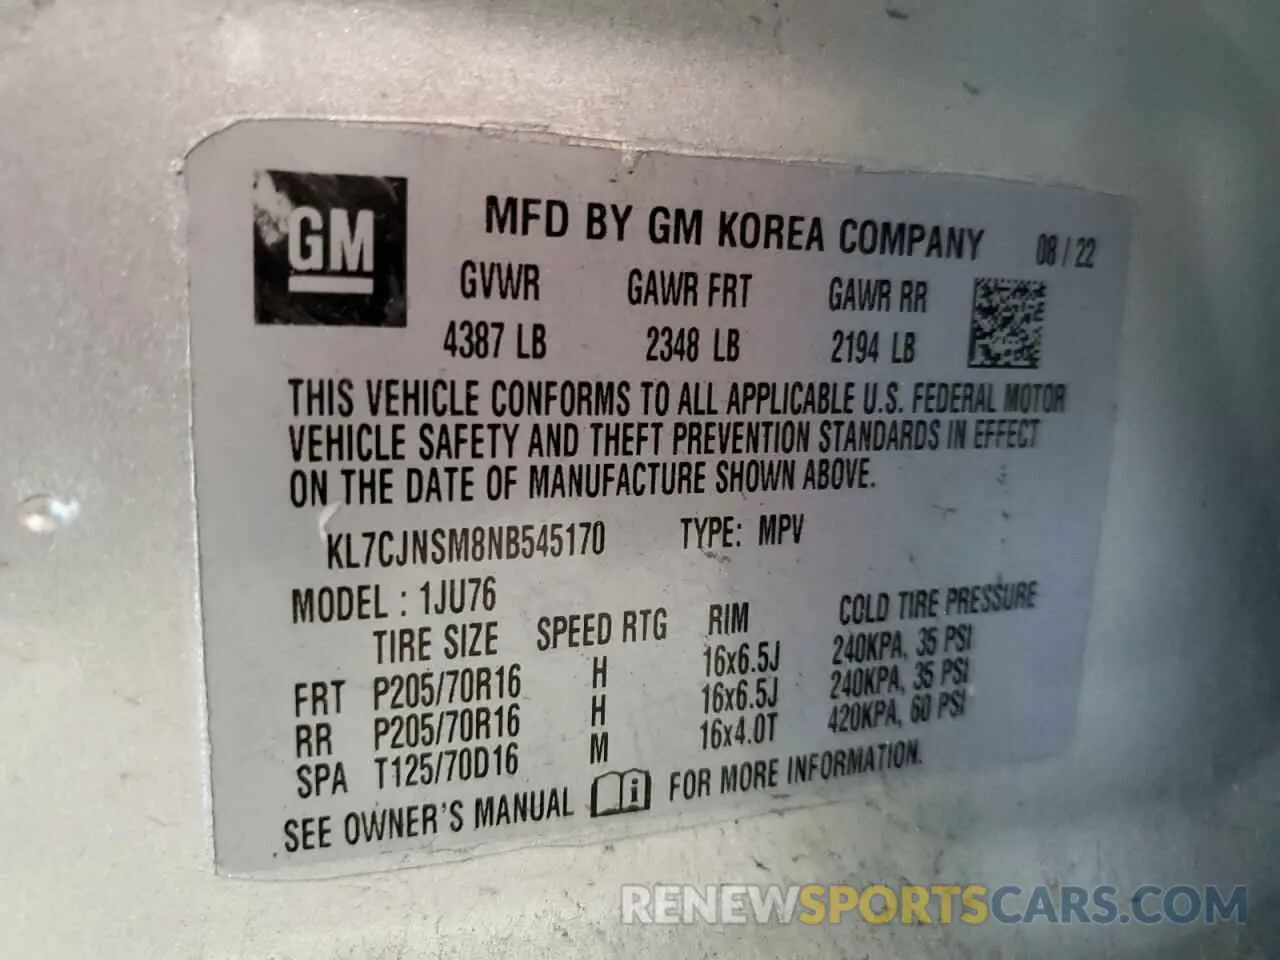 GM
MFD BY GM KOREA COMPANY 08/22
GVWR GAWR FRT GAWR RR
4387 LB 2348 LB 2194 LB
THIS VEHICLE CONFORMS TO ALL APPLICABLE U.S. FEDERAL MOTOR
VEHICLE SAFETY AND THEFT PREVENTION STANDARDS IN EFFECT
ON THE DATE OF MANUFACTURE SHOWN ABOVE.
KL7CJNSM8NB545170 TYPE: MPV
MODEL : 1JU76
TIRE SIZE SPEED RTG RIM COLD TIRE PRESSURE
FRT P205/70R16 H 16x6.5J 240KPA, 35 PSI
RR P205/70R16 H 16x6.5J 240KPA, 35 PSI
SPA T125/70D16 M 16x4.0T 420KPA, 60 PSI
SEE OWNER'S MANUAL i FOR MORE INFORMATION.
RENEWSPORTSCARS.COM